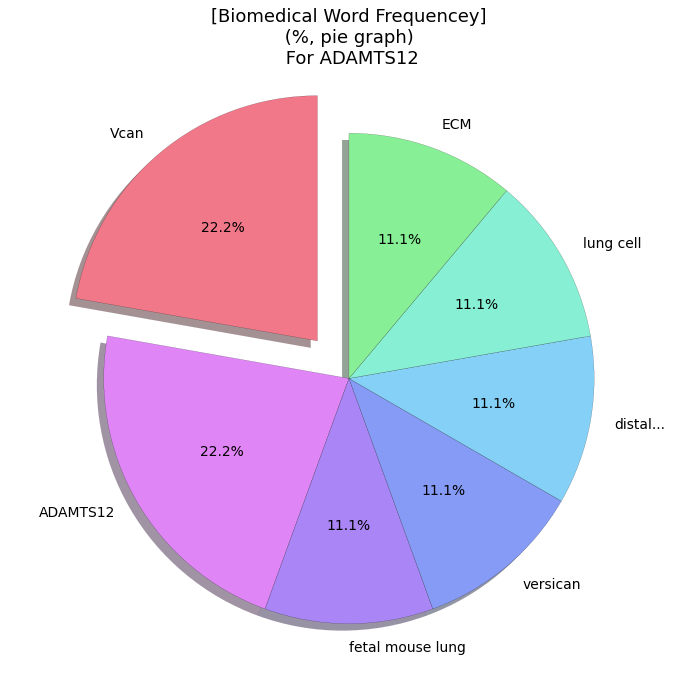 [Biomedical Word Frequencey]
(%, pie graph)
For ADAMTS12
Vcan
22.2%
ECM
11.1%
lung cell
11.1%
distal...
11.1%
versican
11.1%
fetal mouse lung
11.1%
ADAMTS12
22.2%